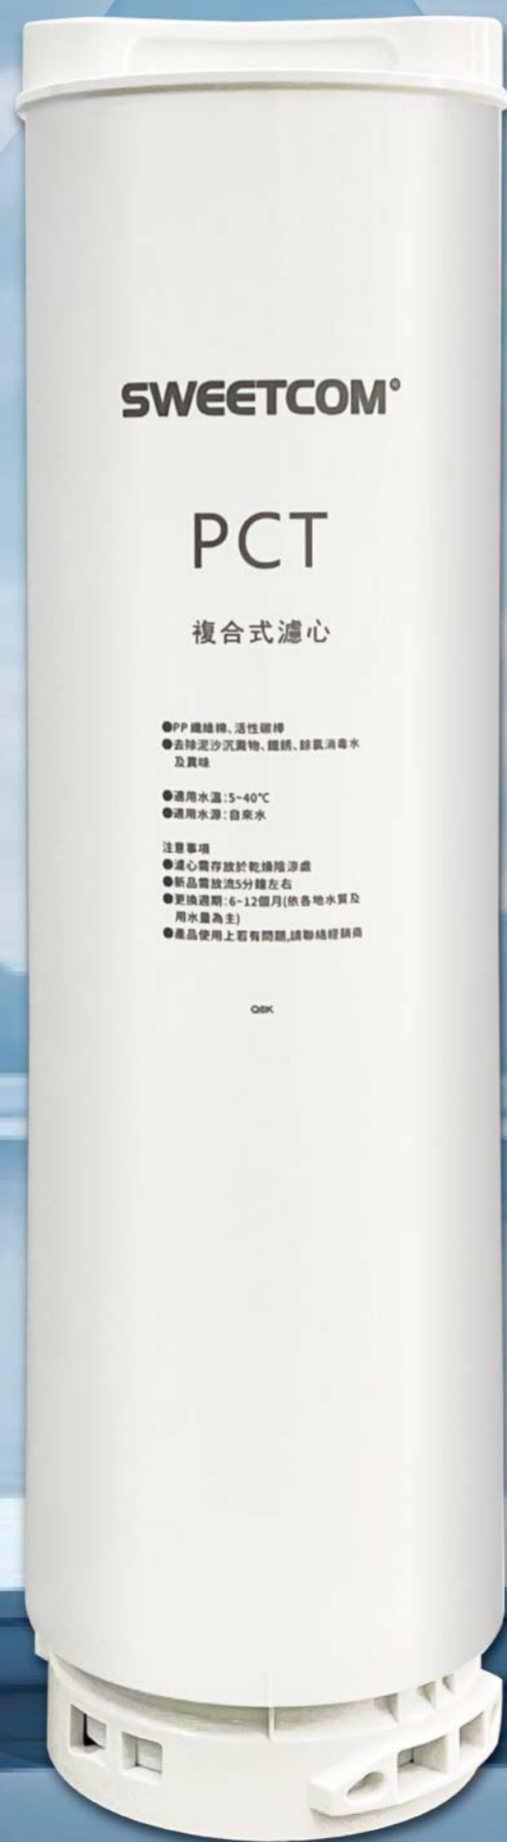 SWEETCOM®
PCT
複合式濾心
●PP 纖維棉、活性碳棒
●去除泥沙沉澱物、鐵銹、餘氯消毒水
及異味
●適用水溫:5~40°C
●適用水源:自來水
注意事項
●濾心需存放於乾燥陰涼處
●新品需放流5分鐘左右
●更換週期:6~12個月(依各地水質及
用水量為主)
●產品使用上若有問題,請聯絡經銷商
Q8K